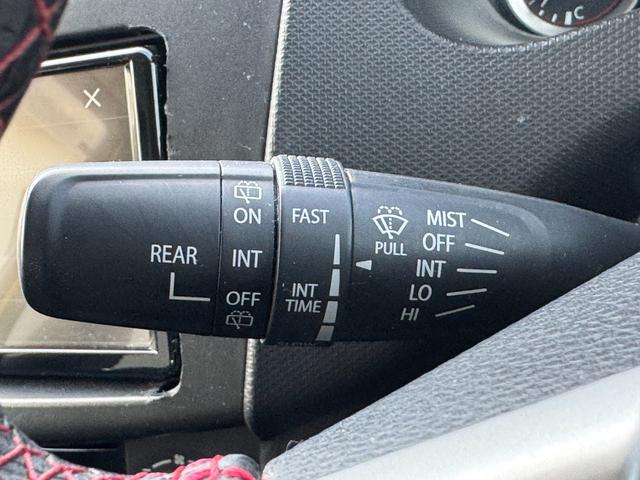 REAR
ON
INT
OFF
FAST
INT
TIME
PULL
MIST
OFF
INT
LO
HI
C